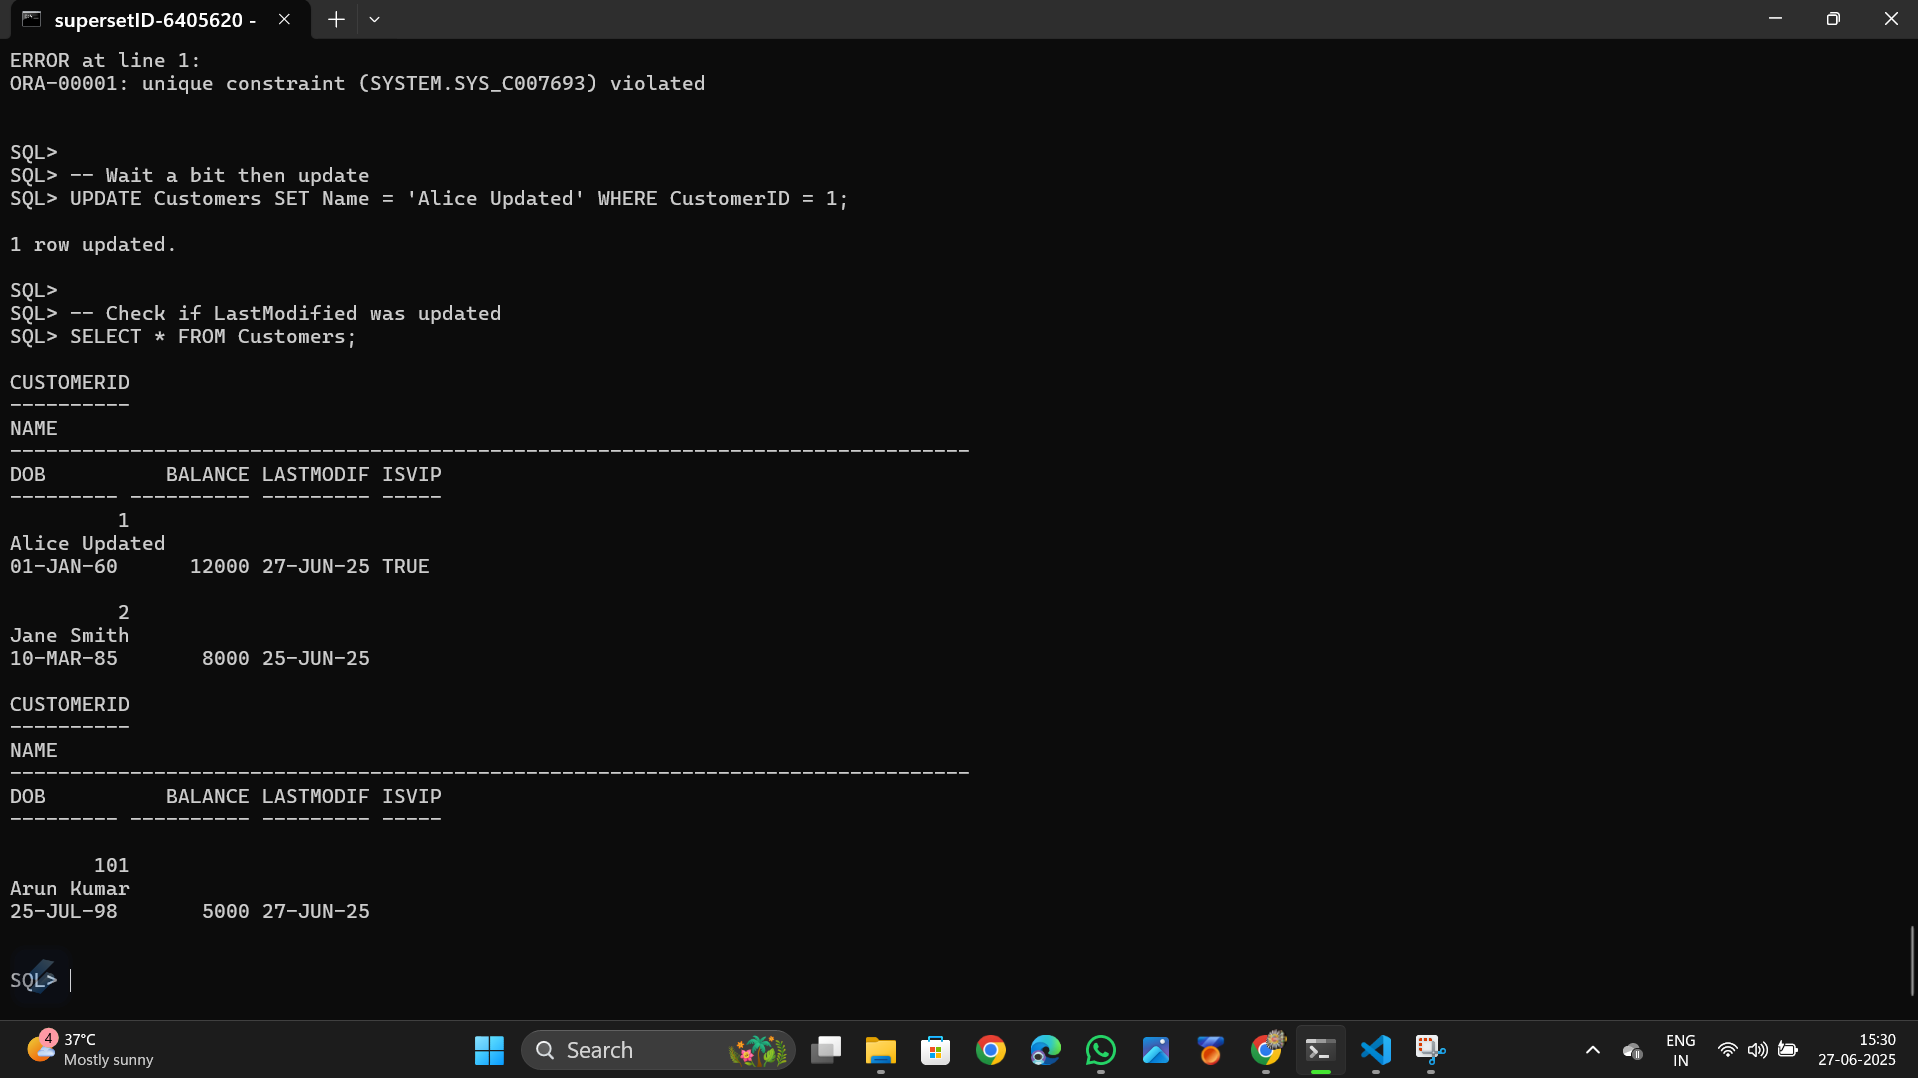 supersetID-6405620 -
ERROR at line 1:
ORA-00001: unique constraint (SYSTEM.SYS_C007693) violated
SQL>
SQL> -- Wait a bit then update
SQL> UPDATE Customers SET Name = 'Alice Updated' WHERE CustomerID = 1;
1 row updated.
SQL>
SQL> -- Check if LastModified was updated
SQL> SELECT * FROM Customers;
CUSTOMERID
----------
NAME
--------------------------------------------------------------------------------
DOB          BALANCE LASTMODIF ISVIP
--------- ---------- --------- -----
         1
Alice Updated
01-JAN-60      12000 27-JUN-25 TRUE
         2
Jane Smith
10-MAR-85       8000 25-JUN-25
CUSTOMERID
----------
NAME
--------------------------------------------------------------------------------
DOB          BALANCE LASTMODIF ISVIP
--------- ---------- --------- -----
       101
Arun Kumar
25-JUL-98       5000 27-JUN-25
SQL>
4
37°C
Mostly sunny
Search
ENG
IN
15:30
27-06-2025